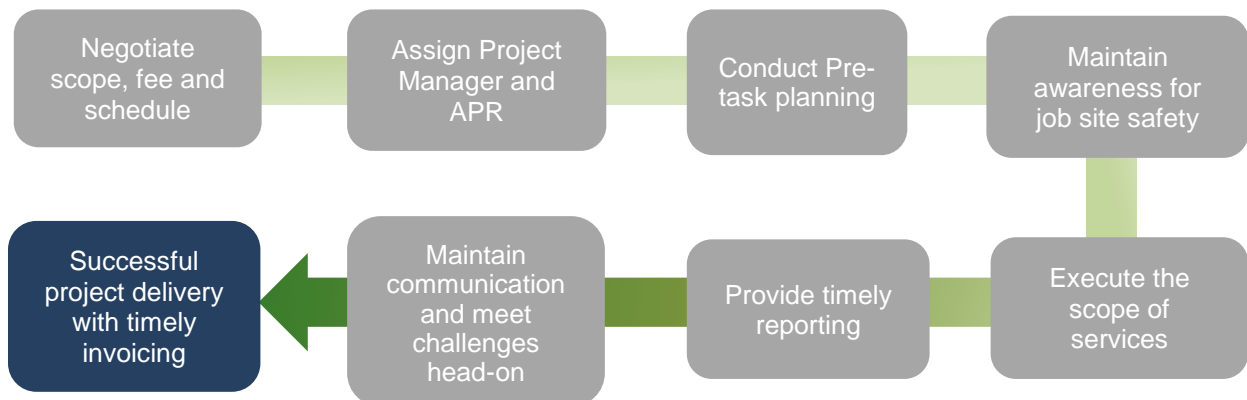 Negotiate
scope, fee and
schedule
Assign Project
Manager and
APR
Conduct Pre-
task planning
Maintain
awareness for
job site safety
Execute the
scope of
services
Provide timely
reporting
Maintain
communication
and meet
challenges
head-on
Successful
project delivery
with timely
invoicing